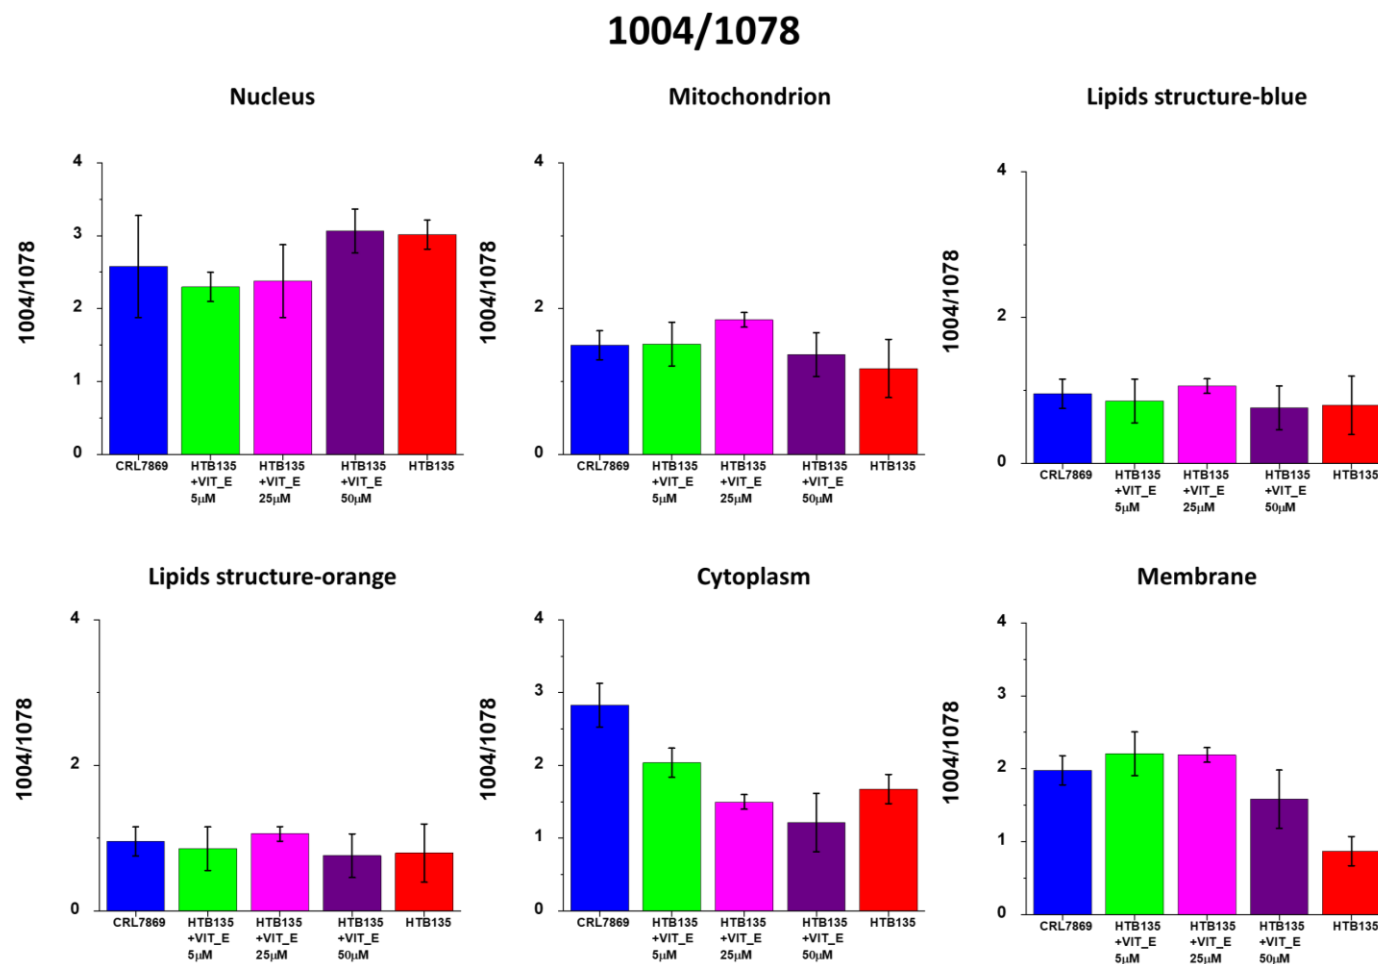 1004/1078
Nucleus
4
3
2
1
0
1004/1078
CRL7869
HTB135
+VIT_E
5μM
HTB135
+VIT_E
25μM
HTB135
+VIT_E
50μM
HTB135
Mitochondrion
4
2
0
1004/1078
CRL7869
HTB135
+VIT_E
5μM
HTB135
+VIT_E
25μM
HTB135
+VIT_E
50μM
HTB135
Lipids structure-blue
4
2
0
1004/1078
CRL7869
HTB135
+VIT_E
5μM
HTB135
+VIT_E
25μM
HTB135
+VIT_E
50μM
HTB135
Lipids structure-orange
4
2
0
1004/1078
CRL7869
HTB135
+VIT_E
5μM
HTB135
+VIT_E
25μM
HTB135
+VIT_E
50μM
HTB135
Cytoplasm
4
3
2
1
0
1004/1078
CRL7869
HTB135
+VIT_E
5μM
HTB135
+VIT_E
25μM
HTB135
+VIT_E
50μM
HTB135
Membrane
4
3
2
1
0
1004/1078
CRL7869
HTB135
+VIT_E
5μM
HTB135
+VIT_E
25μM
HTB135
+VIT_E
50μM
HTB135